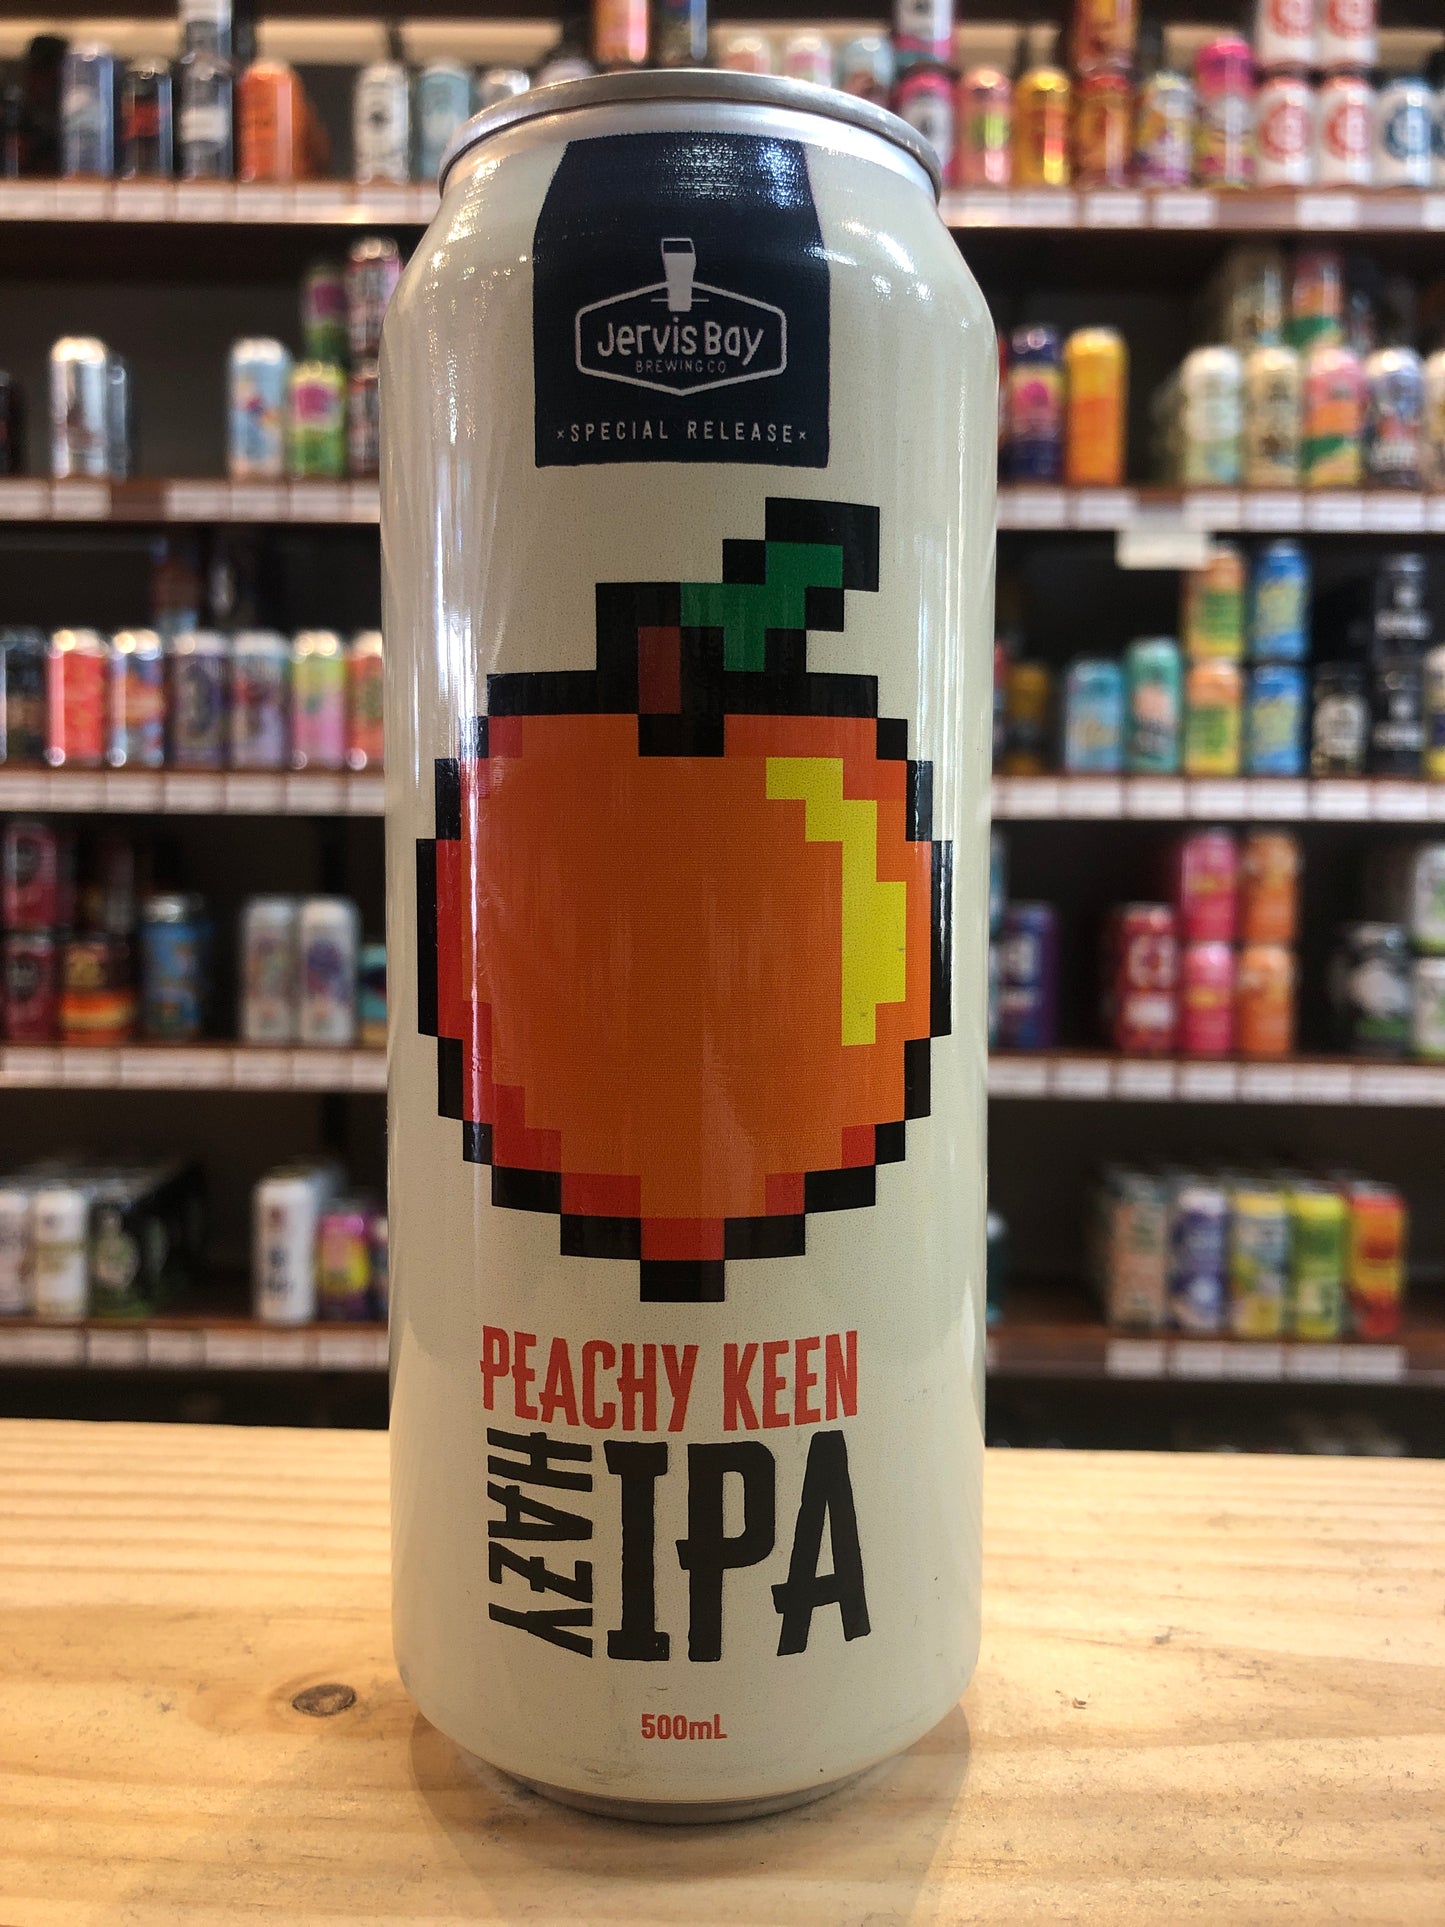 Jervis Bay
BREWING CO
×SPECIAL RELEASE×
PEACHY KEEN
HAZY IPA
500mL